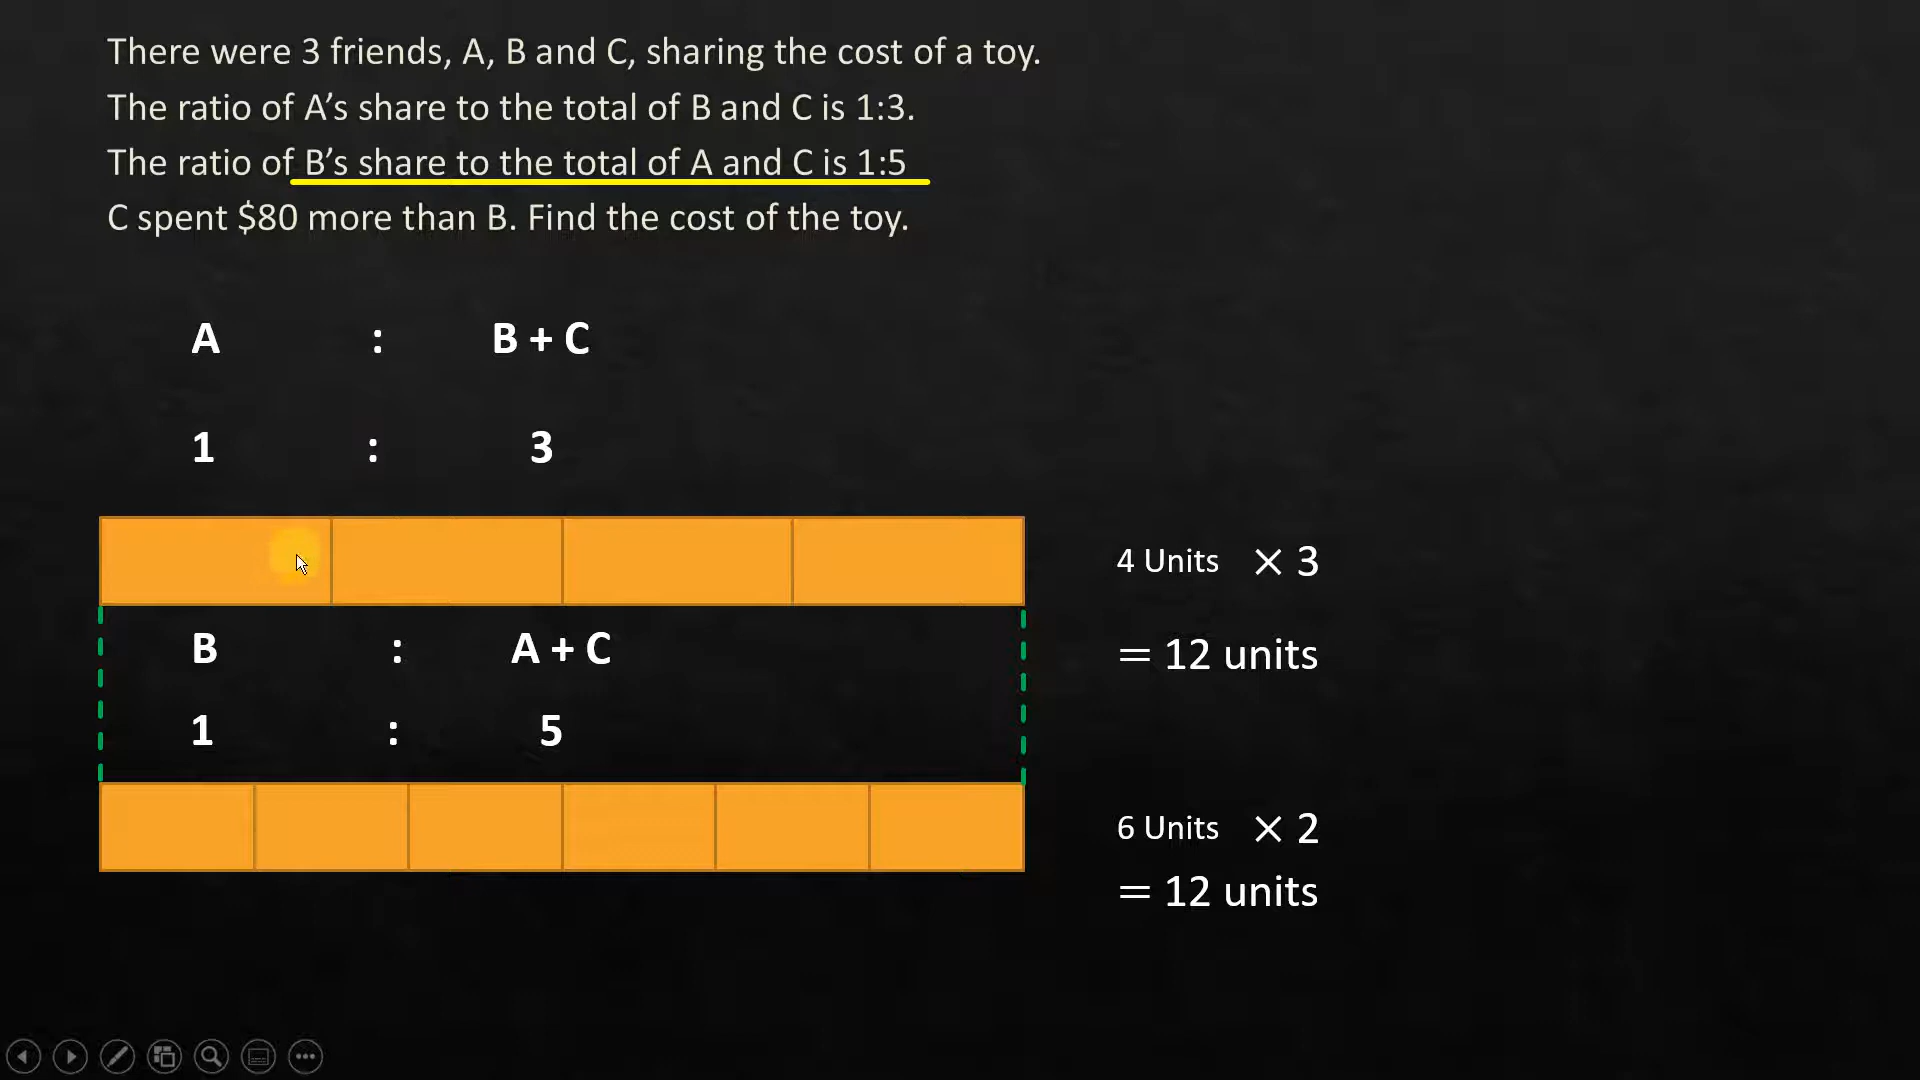 There were 3 friends, A, B and C, sharing the cost of a toy.
The ratio of A’s share to the total of B and C is 1:3.
The ratio of B’s share to the total of A and C is 1:5
C spent $80 more than B. Find the cost of the toy.
A : B + C
1 : 3
4 Units × 3
= 12 units
B : A + C
1 : 5
6 Units × 2
= 12 units